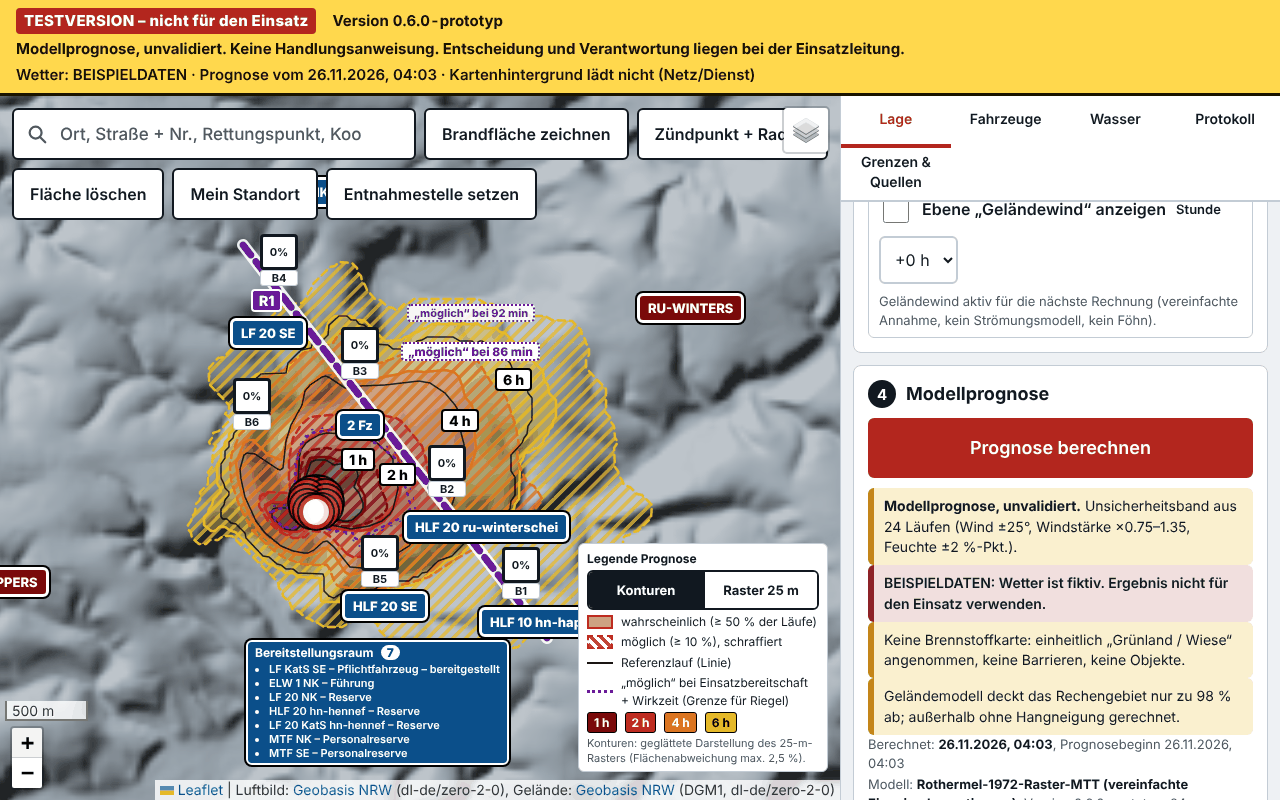 TESTVERSION – nicht für den Einsatz Version 0.6.0-prototyp
Modellprognose, unvalidiert. Keine Handlungsanweisung. Entscheidung und Verantwortung liegen bei der Einsatzleitung.
Wetter: BEISPIELDATEN · Prognose vom 26.11.2026, 04:03 · Kartenhintergrund lädt nicht (Netz/Dienst)
Ort, Straße + Nr., Rettungspunkt, Koo
Brandfläche zeichnen
Zündpunkt + Rad
Fläche löschen
Mein Standort
Entnahmestelle setzen
0%
B4
R1
LF 20 SE
„möglich“ bei 92 min
RU-WINTERS
0%
B3
„möglich“ bei 86 min
6 h
0%
B6
2 Fz
4 h
1 h
2 h
0%
B2
HLF 20 ru-winterschei
0%
B5
0%
B1
PPERS
HLF 20 SE
HLF 10 hn-hap
Bereitstellungsraum 7
LF KatS SE – Pflichtfahrzeug – bereitgestellt
ELW 1 NK – Führung
LF 20 NK – Reserve
HLF 20 hn-hennef – Reserve
LF 20 KatS hn-hennef – Reserve
MTF NK – Personalreserve
MTF SE – Personalreserve
500 m
+
−
Legende Prognose
Konturen Raster 25 m
wahrscheinlich (≥ 50 % der Läufe)
möglich (≥ 10 %), schraffiert
Referenzlauf (Linie)
„möglich“ bei Einsatzbereitschaft
+ Wirkzeit (Grenze für Riegel)
1 h 2 h 4 h 6 h
Konturen: geglättete Darstellung des 25-m-
Rasters (Flächenabweichung max. 2,5 %).
Leaflet | Luftbild: Geobasis NRW (dl-de/zero-2-0), Gelände: Geobasis NRW (DGM1, dl-de/zero-2-0)
Lage Fahrzeuge Wasser Protokoll
Grenzen &
Quellen
Ebene „Geländewind“ anzeigen Stunde
+0 h
Geländewind aktiv für die nächste Rechnung (vereinfachte
Annahme, kein Strömungsmodell, kein Föhn).
4 Modellprognose
Prognose berechnen
Modellprognose, unvalidiert. Unsicherheitsband aus
24 Läufen (Wind ±25°, Windstärke ×0.75–1.35,
Feuchte ±2 %-Pkt.).
BEISPIELDATEN: Wetter ist fiktiv. Ergebnis nicht für
den Einsatz verwenden.
Keine Brennstoffkarte: einheitlich „Grünland / Wiese“
angenommen, keine Barrieren, keine Objekte.
Geländemodell deckt das Rechengebiet nur zu 98 %
ab; außerhalb ohne Hangneigung gerechnet.
Berechnet: 26.11.2026, 04:03, Prognosebeginn 26.11.2026,
04:03
Modell: Rothermel-1972-Raster-MTT (vereinfachte